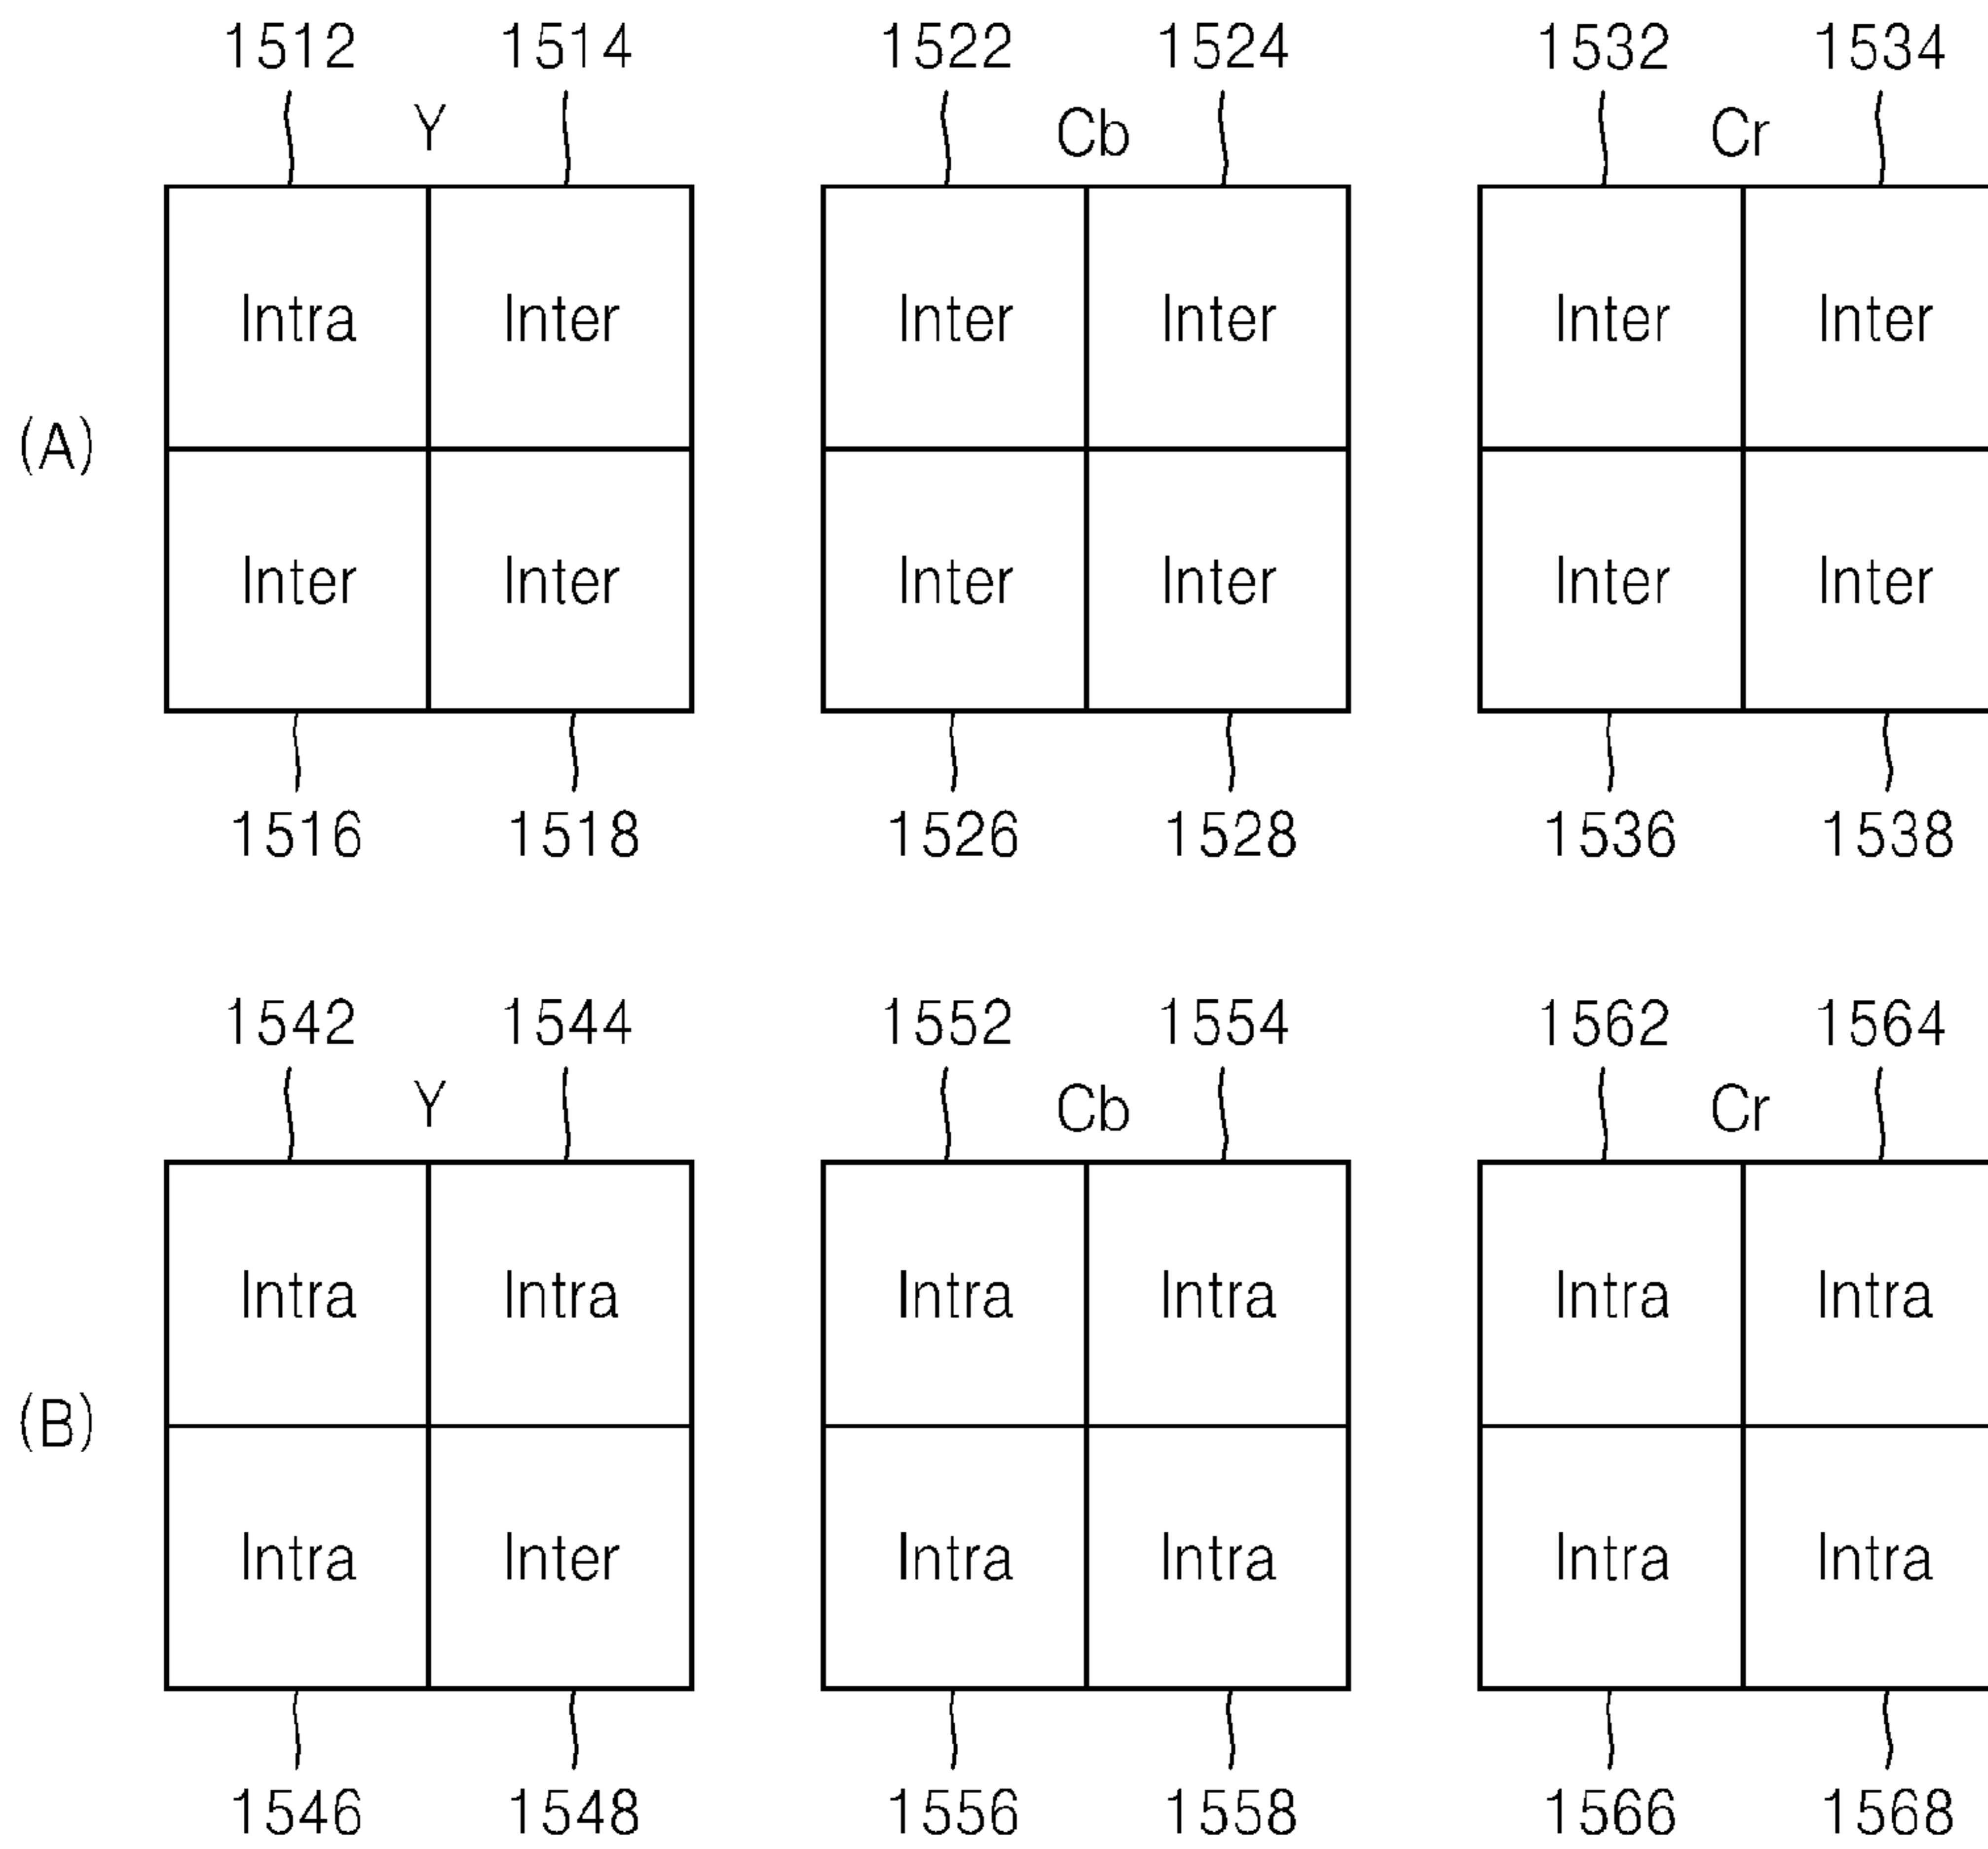 1512 1514 1522 1524 1532 1534
Y Cb Cr
Intra Inter Inter Inter Inter Inter
(A)
Inter Inter Inter Inter Inter Inter
1516 1518 1526 1528 1536 1538
1542 1544 1552 1554 1562 1564
Y Cb Cr
Intra Intra Intra Intra Intra Intra
(B)
Intra Inter Intra Intra Intra Intra
1546 1548 1556 1558 1566 1568